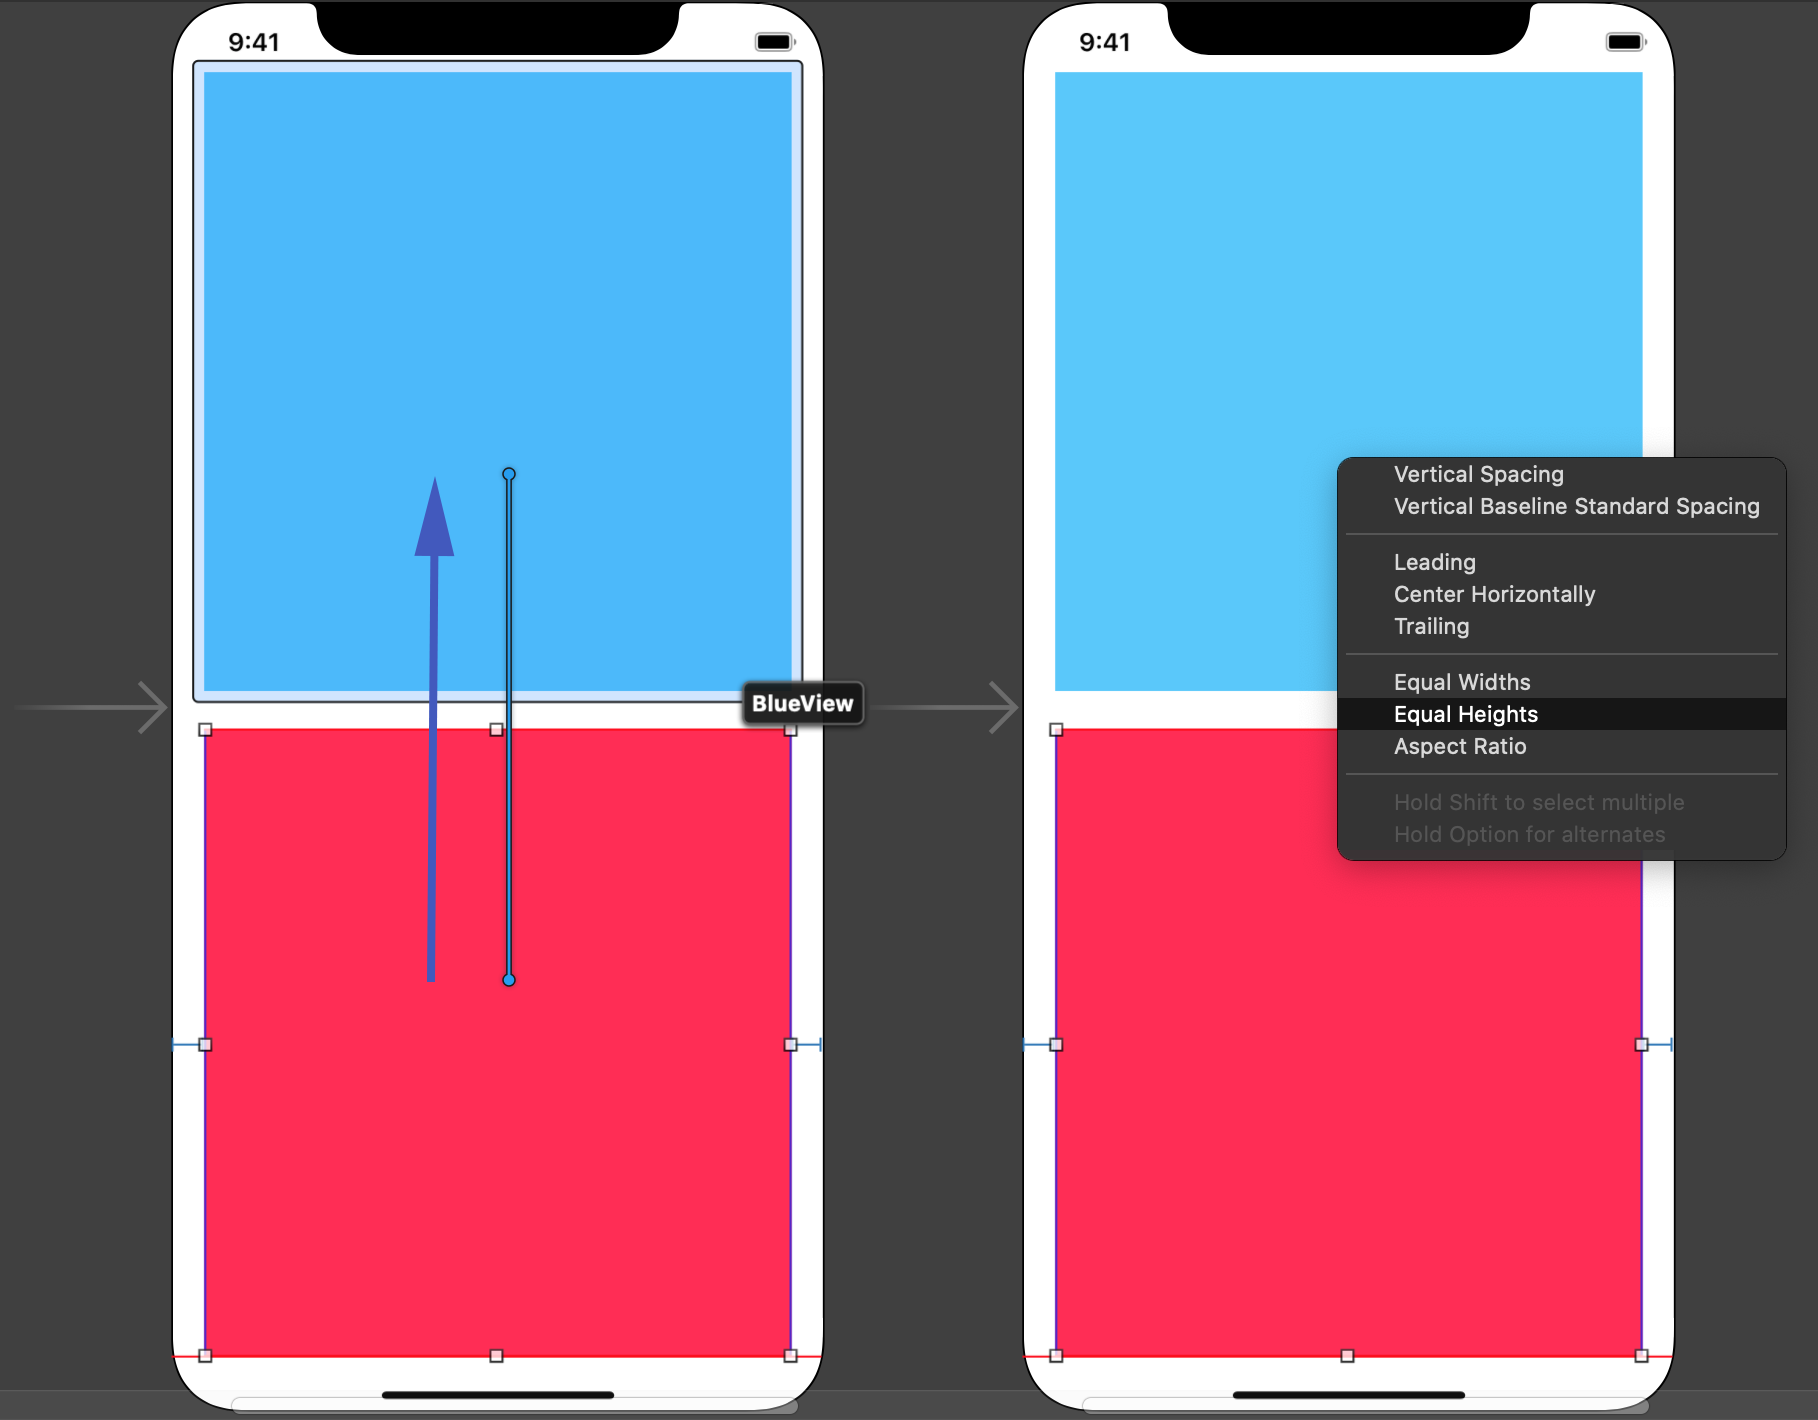 9:41
BlueView
9:41
Vertical Spacing
Vertical Baseline Standard Spacing
Leading
Center Horizontally
Trailing
Equal Widths
Equal Heights
Aspect Ratio
Hold Shift to select multiple
Hold Option for alternates